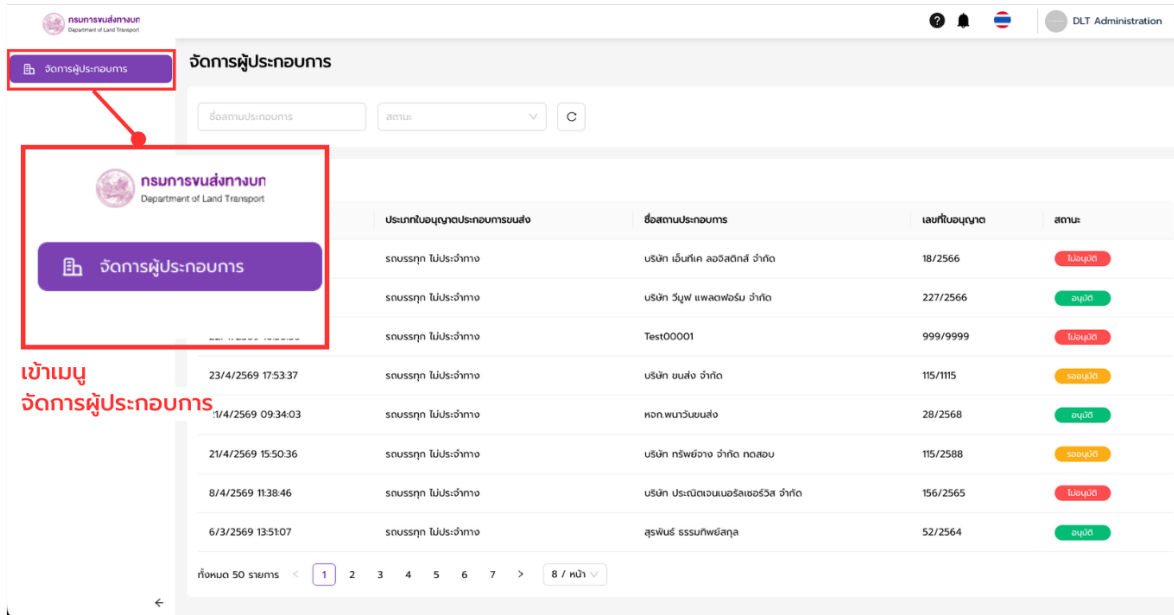 กรมการขนส่งทางบก
Department of Land Transport
DLT Administration
จัดการผู้ประกอบการ
จัดการผู้ประกอบการ
ชื่อสถานประกอบการ
สถานะ
กรมการขนส่งทางบก
Department of Land Transport
จัดการผู้ประกอบการ
เข้าเมนู
จัดการผู้ประกอบการ
ประเภทใบอนุญาตประกอบการขนส่ง ชื่อสถานประกอบการ เลขที่ใบอนุญาต สถานะ
รถบรรทุก ไม่ประจำทาง บริษัท เอ็นทีเค ลอจิสติกส์ จำกัด 18/2566 ไม่อนุมัติ
รถบรรทุก ไม่ประจำทาง บริษัท วีมูฟ แพลตฟอร์ม จำกัด 227/2566 อนุมัติ
รถบรรทุก ไม่ประจำทาง Test00001 999/9999 ไม่อนุมัติ
23/4/2569 17:53:37 รถบรรทุก ไม่ประจำทาง บริษัท ขนส่ง จำกัด 115/1115 รออนุมัติ
21/4/2569 09:34:03 รถบรรทุก ไม่ประจำทาง หจก.พนาวันขนส่ง 28/2568 อนุมัติ
21/4/2569 15:50:36 รถบรรทุก ไม่ประจำทาง บริษัท ทรัพย์จาง จำกัด ทดสอบ 115/2588 รออนุมัติ
8/4/2569 11:38:46 รถบรรทุก ไม่ประจำทาง บริษัท ประณิตเจนเนอรัลเซอร์วิส จำกัด 156/2565 ไม่อนุมัติ
6/3/2569 13:51:07 รถบรรทุก ไม่ประจำทาง สุรพันธ์ ธรรมทิพย์สกุล 52/2564 อนุมัติ
ทั้งหมด 50 รายการ < 1 2 3 4 5 6 7 > 8 / หน้า